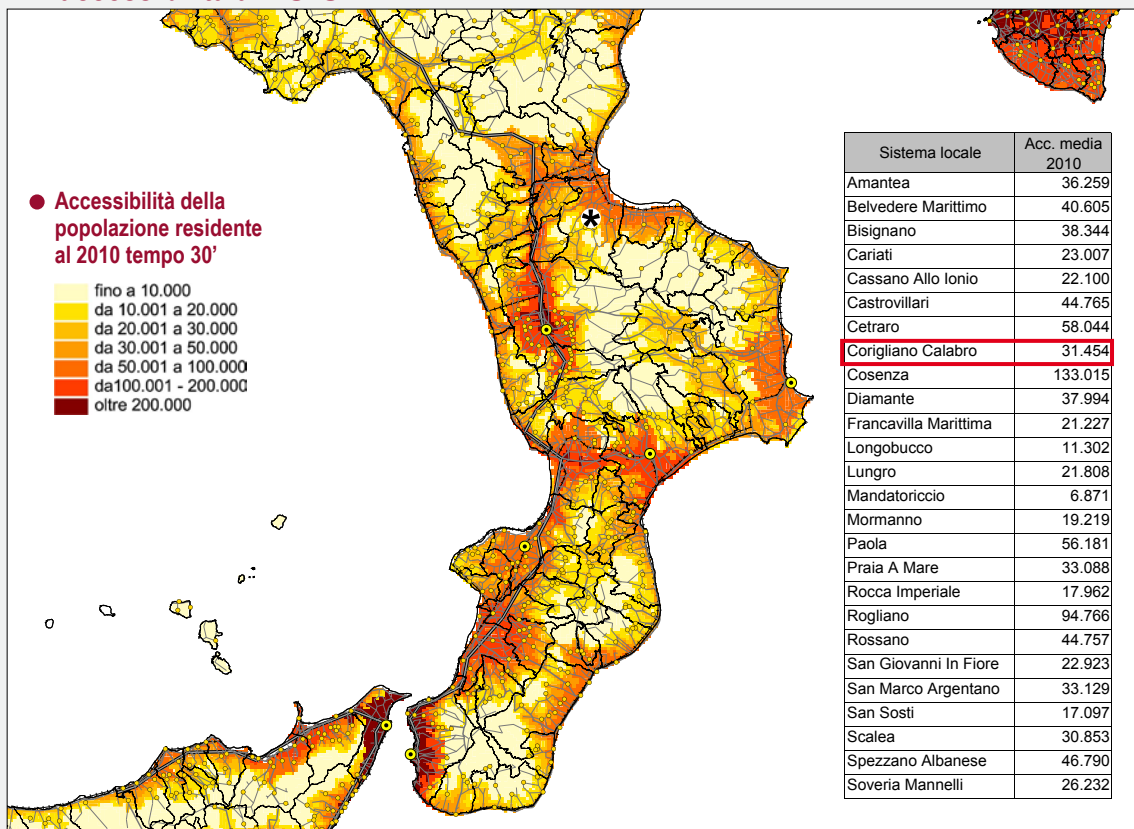 ● Accessibilità della
popolazione residente
al 2010 tempo 30’
fino a 10.000
da 10.001 a 20.000
da 20.001 a 30.000
da 30.001 a 50.000
da 50.001 a 100.000
da100.001 - 200.000
oltre 200.000
*
Sistema locale Acc. media 2010
Amantea 36.259
Belvedere Marittimo 40.605
Bisignano 38.344
Cariati 23.007
Cassano Allo Ionio 22.100
Castrovillari 44.765
Cetraro 58.044
Corigliano Calabro 31.454
Cosenza 133.015
Diamante 37.994
Francavilla Marittima 21.227
Longobucco 11.302
Lungro 21.808
Mandatoriccio 6.871
Mormanno 19.219
Paola 56.181
Praia A Mare 33.088
Rocca Imperiale 17.962
Rogliano 94.766
Rossano 44.757
San Giovanni In Fiore 22.923
San Marco Argentano 33.129
San Sosti 17.097
Scalea 30.853
Spezzano Albanese 46.790
Soveria Mannelli 26.232